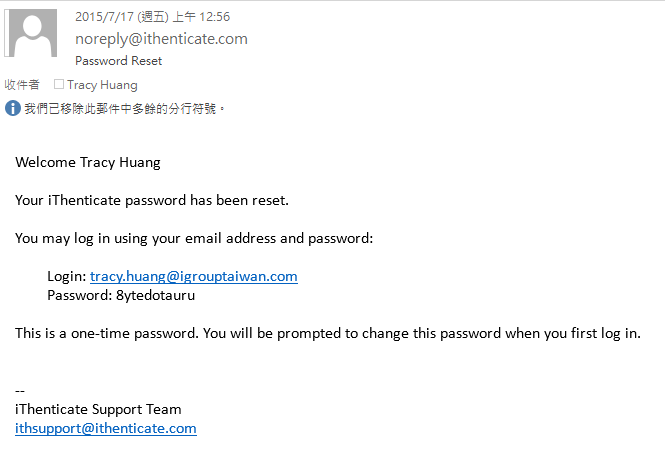 2015/7/17 (週五) 上午 12:56
noreply@ithenticate.com
Password Reset
收件者 Tracy Huang
我們已移除此郵件中多餘的分行符號。
Welcome Tracy Huang
Your iThenticate password has been reset.
You may log in using your email address and password:
Login: tracy.huang@igrouptaiwan.com
Password: 8ytedotauru
This is a one-time password. You will be prompted to change this password when you first log in.
--
iThenticate Support Team
ithsupport@ithenticate.com